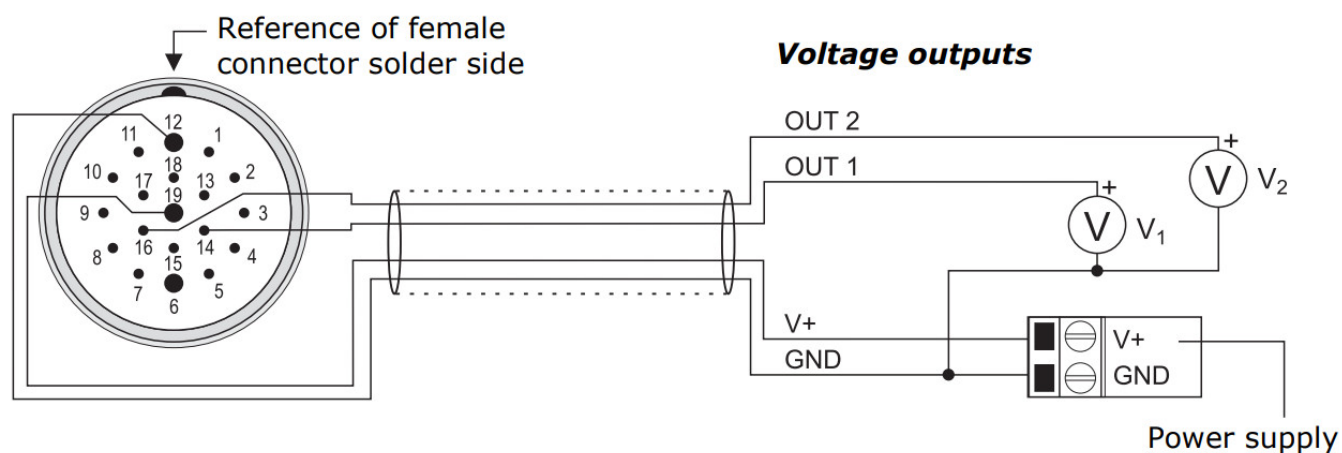 Reference of female
connector solder side
Voltage outputs
12
11
1
10
18
2
17
13
19
9
3
16
14
8
15
4
7
5
6
OUT 2
OUT 1
+
V
V2
+
V
V1
V+
GND
V+
GND
Power supply